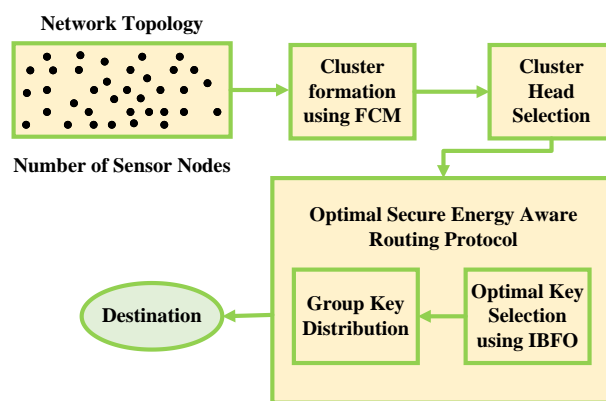 Network Topology
Number of Sensor Nodes
Cluster
formation
using FCM
Cluster
Head
Selection
Optimal Secure Energy Aware
Routing Protocol
Optimal Key
Selection
using IBFO
Group Key
Distribution
Destination